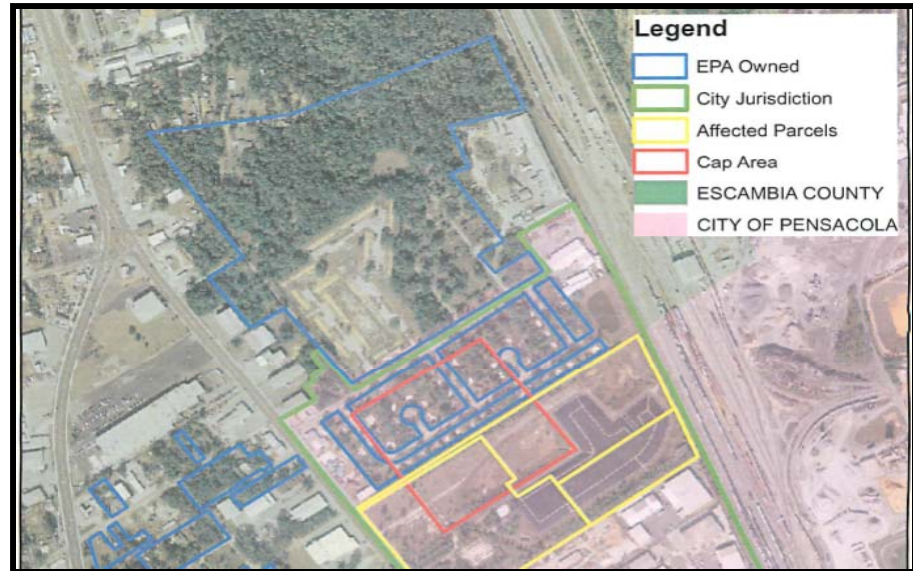 Legend
EPA Owned
City Jurisdiction
Affected Parcels
Cap Area
ESCAMBIA COUNTY
CITY OF PENSACOLA